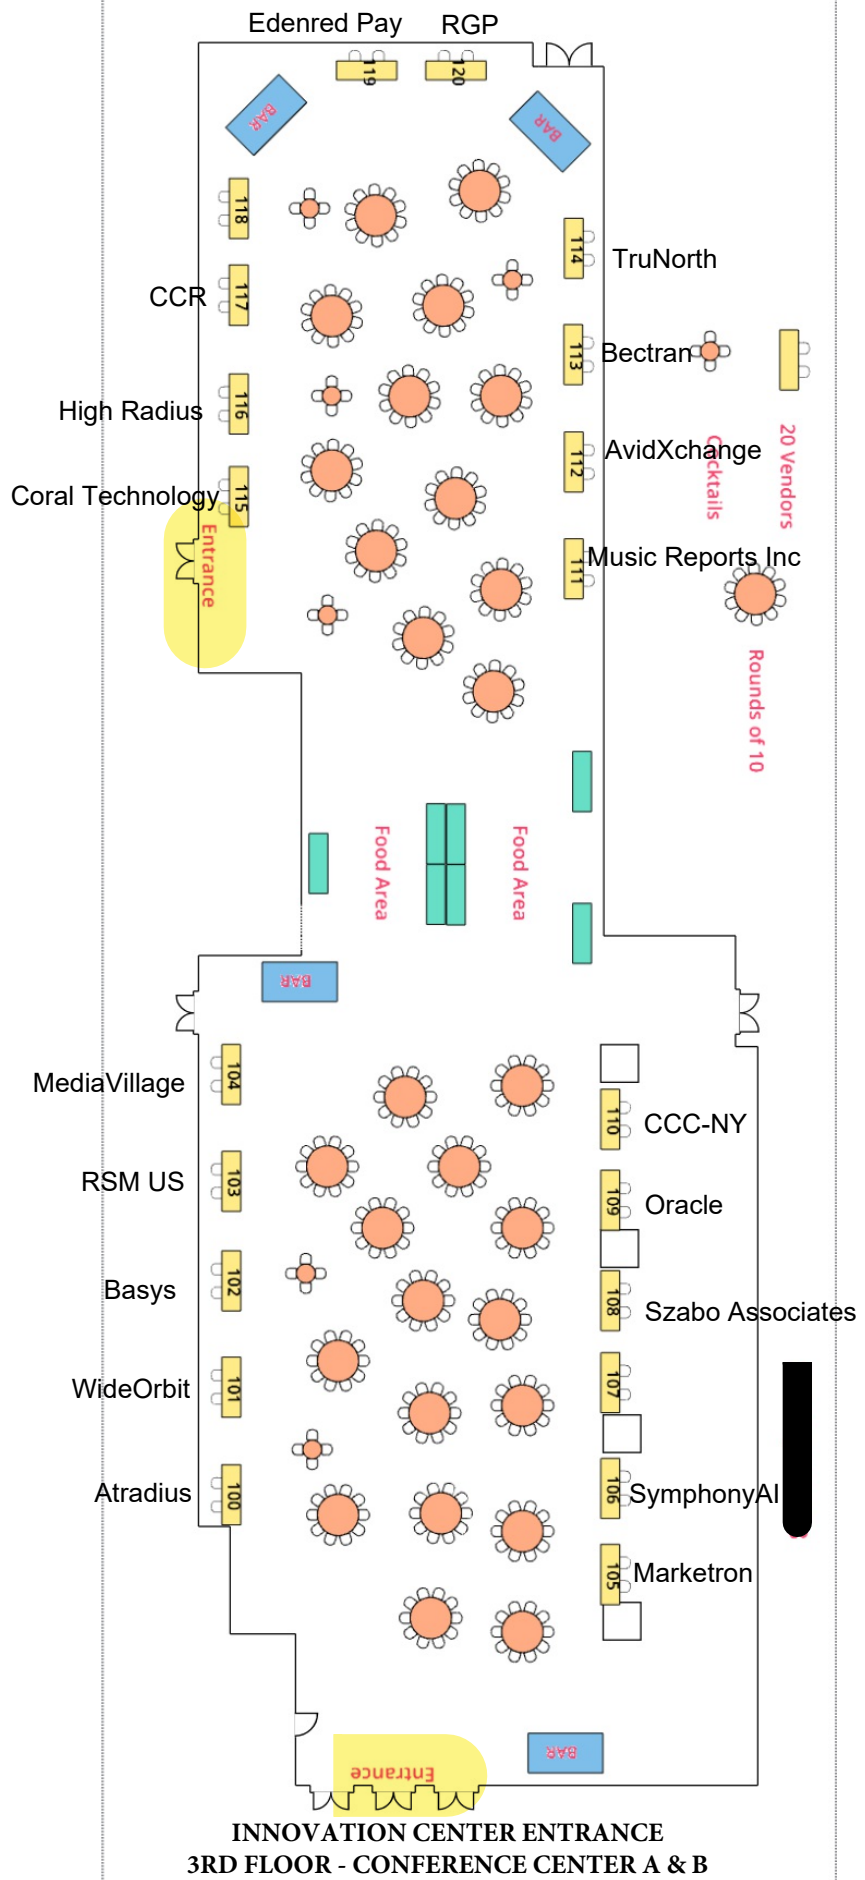 Edenred Pay
RGP
119
120
BAR
BAR
118
114
TruNorth
CCR
117
113
Bectran
High Radius
116
112
AvidXchange
Cocktails
20 Vendors
Coral Technology
115
Entrance
111
Music Reports Inc
Rounds of 10
Food Area
Food Area
BAR
MediaVillage
104
110
CCC-NY
RSM US
103
109
Oracle
Basys
102
108
Szabo Associates
WideOrbit
101
107
Atradius
100
106
SymphonyAI
105
Marketron
BAR
Entrance
INNOVATION CENTER ENTRANCE
3RD FLOOR - CONFERENCE CENTER A & B